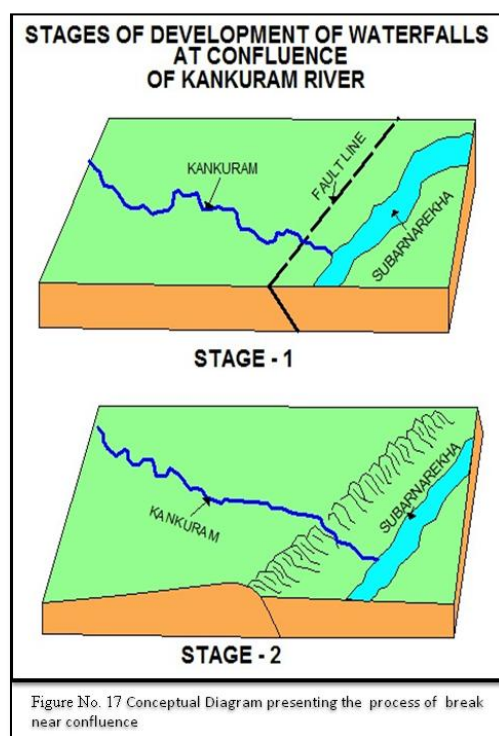 STAGES OF DEVELOPMENT OF WATERFALLS
AT CONFLUENCE
OF KANKURAM RIVER
KANKURAM
FAULT LINE
SUBARNAREKHA
STAGE - 1
KANKURAM
SUBARNAREKHA
STAGE - 2
Figure No. 17 Conceptual Diagram presenting the process of break
near confluence